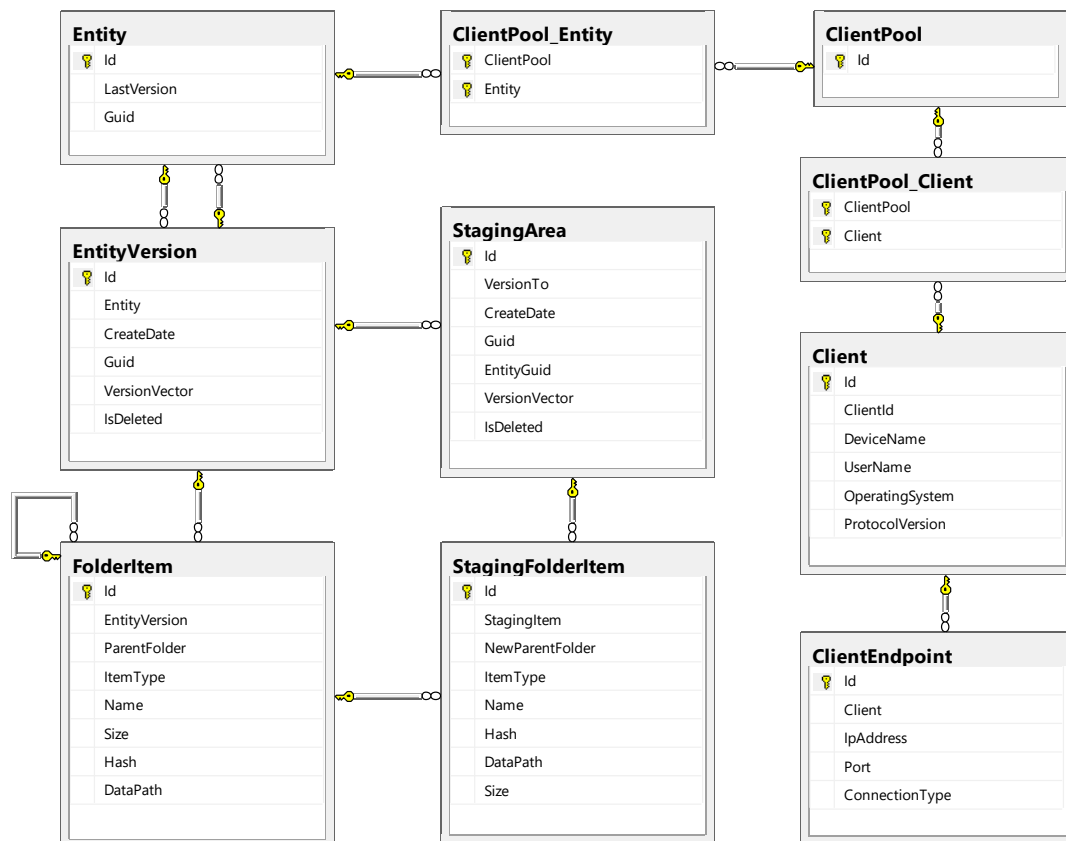 Entity
Id
LastVersion
Guid
ClientPool_Entity
ClientPool
Entity
ClientPool
Id
ClientPool_Client
ClientPool
Client
EntityVersion
Id
Entity
CreateDate
Guid
VersionVector
IsDeleted
StagingArea
Id
VersionTo
CreateDate
Guid
EntityGuid
VersionVector
IsDeleted
Client
Id
ClientId
DeviceName
UserName
OperatingSystem
ProtocolVersion
FolderItem
Id
EntityVersion
ParentFolder
ItemType
Name
Size
Hash
DataPath
StagingFolderItem
Id
StagingItem
NewParentFolder
ItemType
Name
Hash
DataPath
Size
ClientEndpoint
Id
Client
IpAddress
Port
ConnectionType